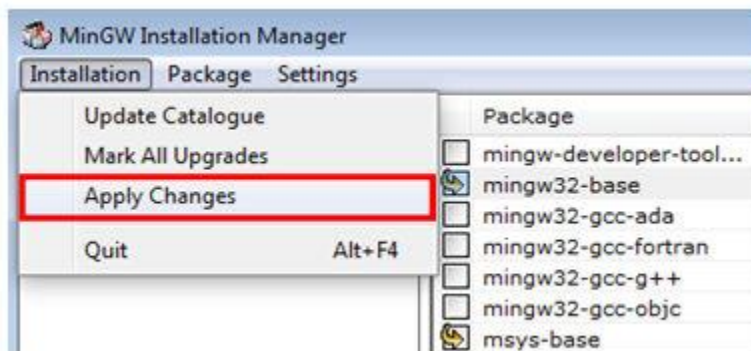 MinGW Installation Manager
Installation Package Settings
Update Catalogue
Mark All Upgrades
Apply Changes
Quit Alt+F4
Package
mingw-developer-tool...
mingw32-base
mingw32-gcc-ada
mingw32-gcc-fortran
mingw32-gcc-g++
mingw32-gcc-objc
msys-base